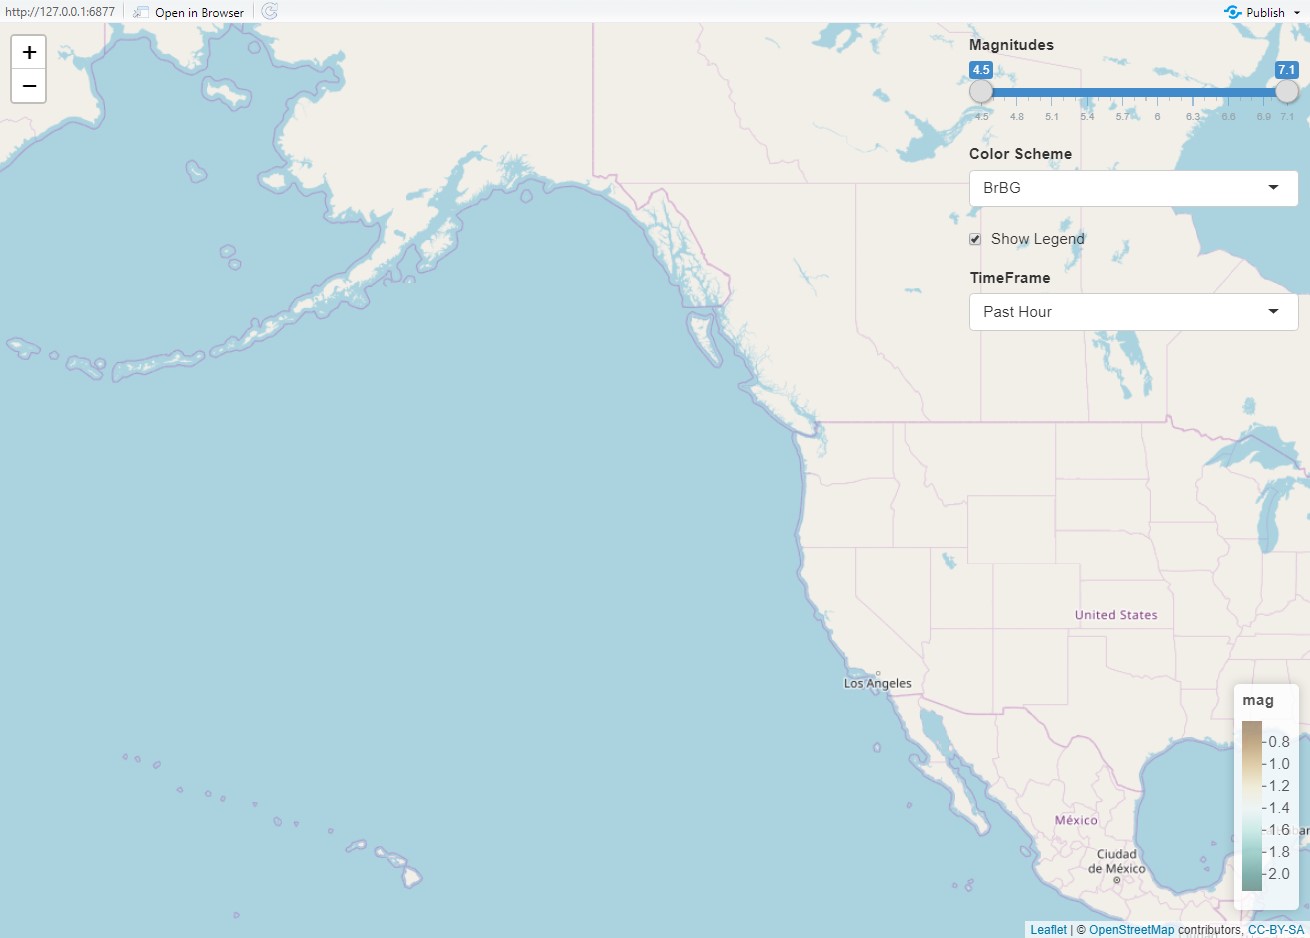 http://127.0.0.1:6877
Open in Browser
Publish
+
−
Magnitudes
4.5
7.1
4.5 4.8 5.1 5.4 5.7 6 6.3 6.6 6.9 7.1
Color Scheme
BrBG
Show Legend
TimeFrame
Past Hour
United States
Los Angeles
México
Ciudad
de México
mag
0.8
1.0
1.2
1.4
1.6
1.8
2.0
Leaflet | © OpenStreetMap contributors, CC-BY-SA